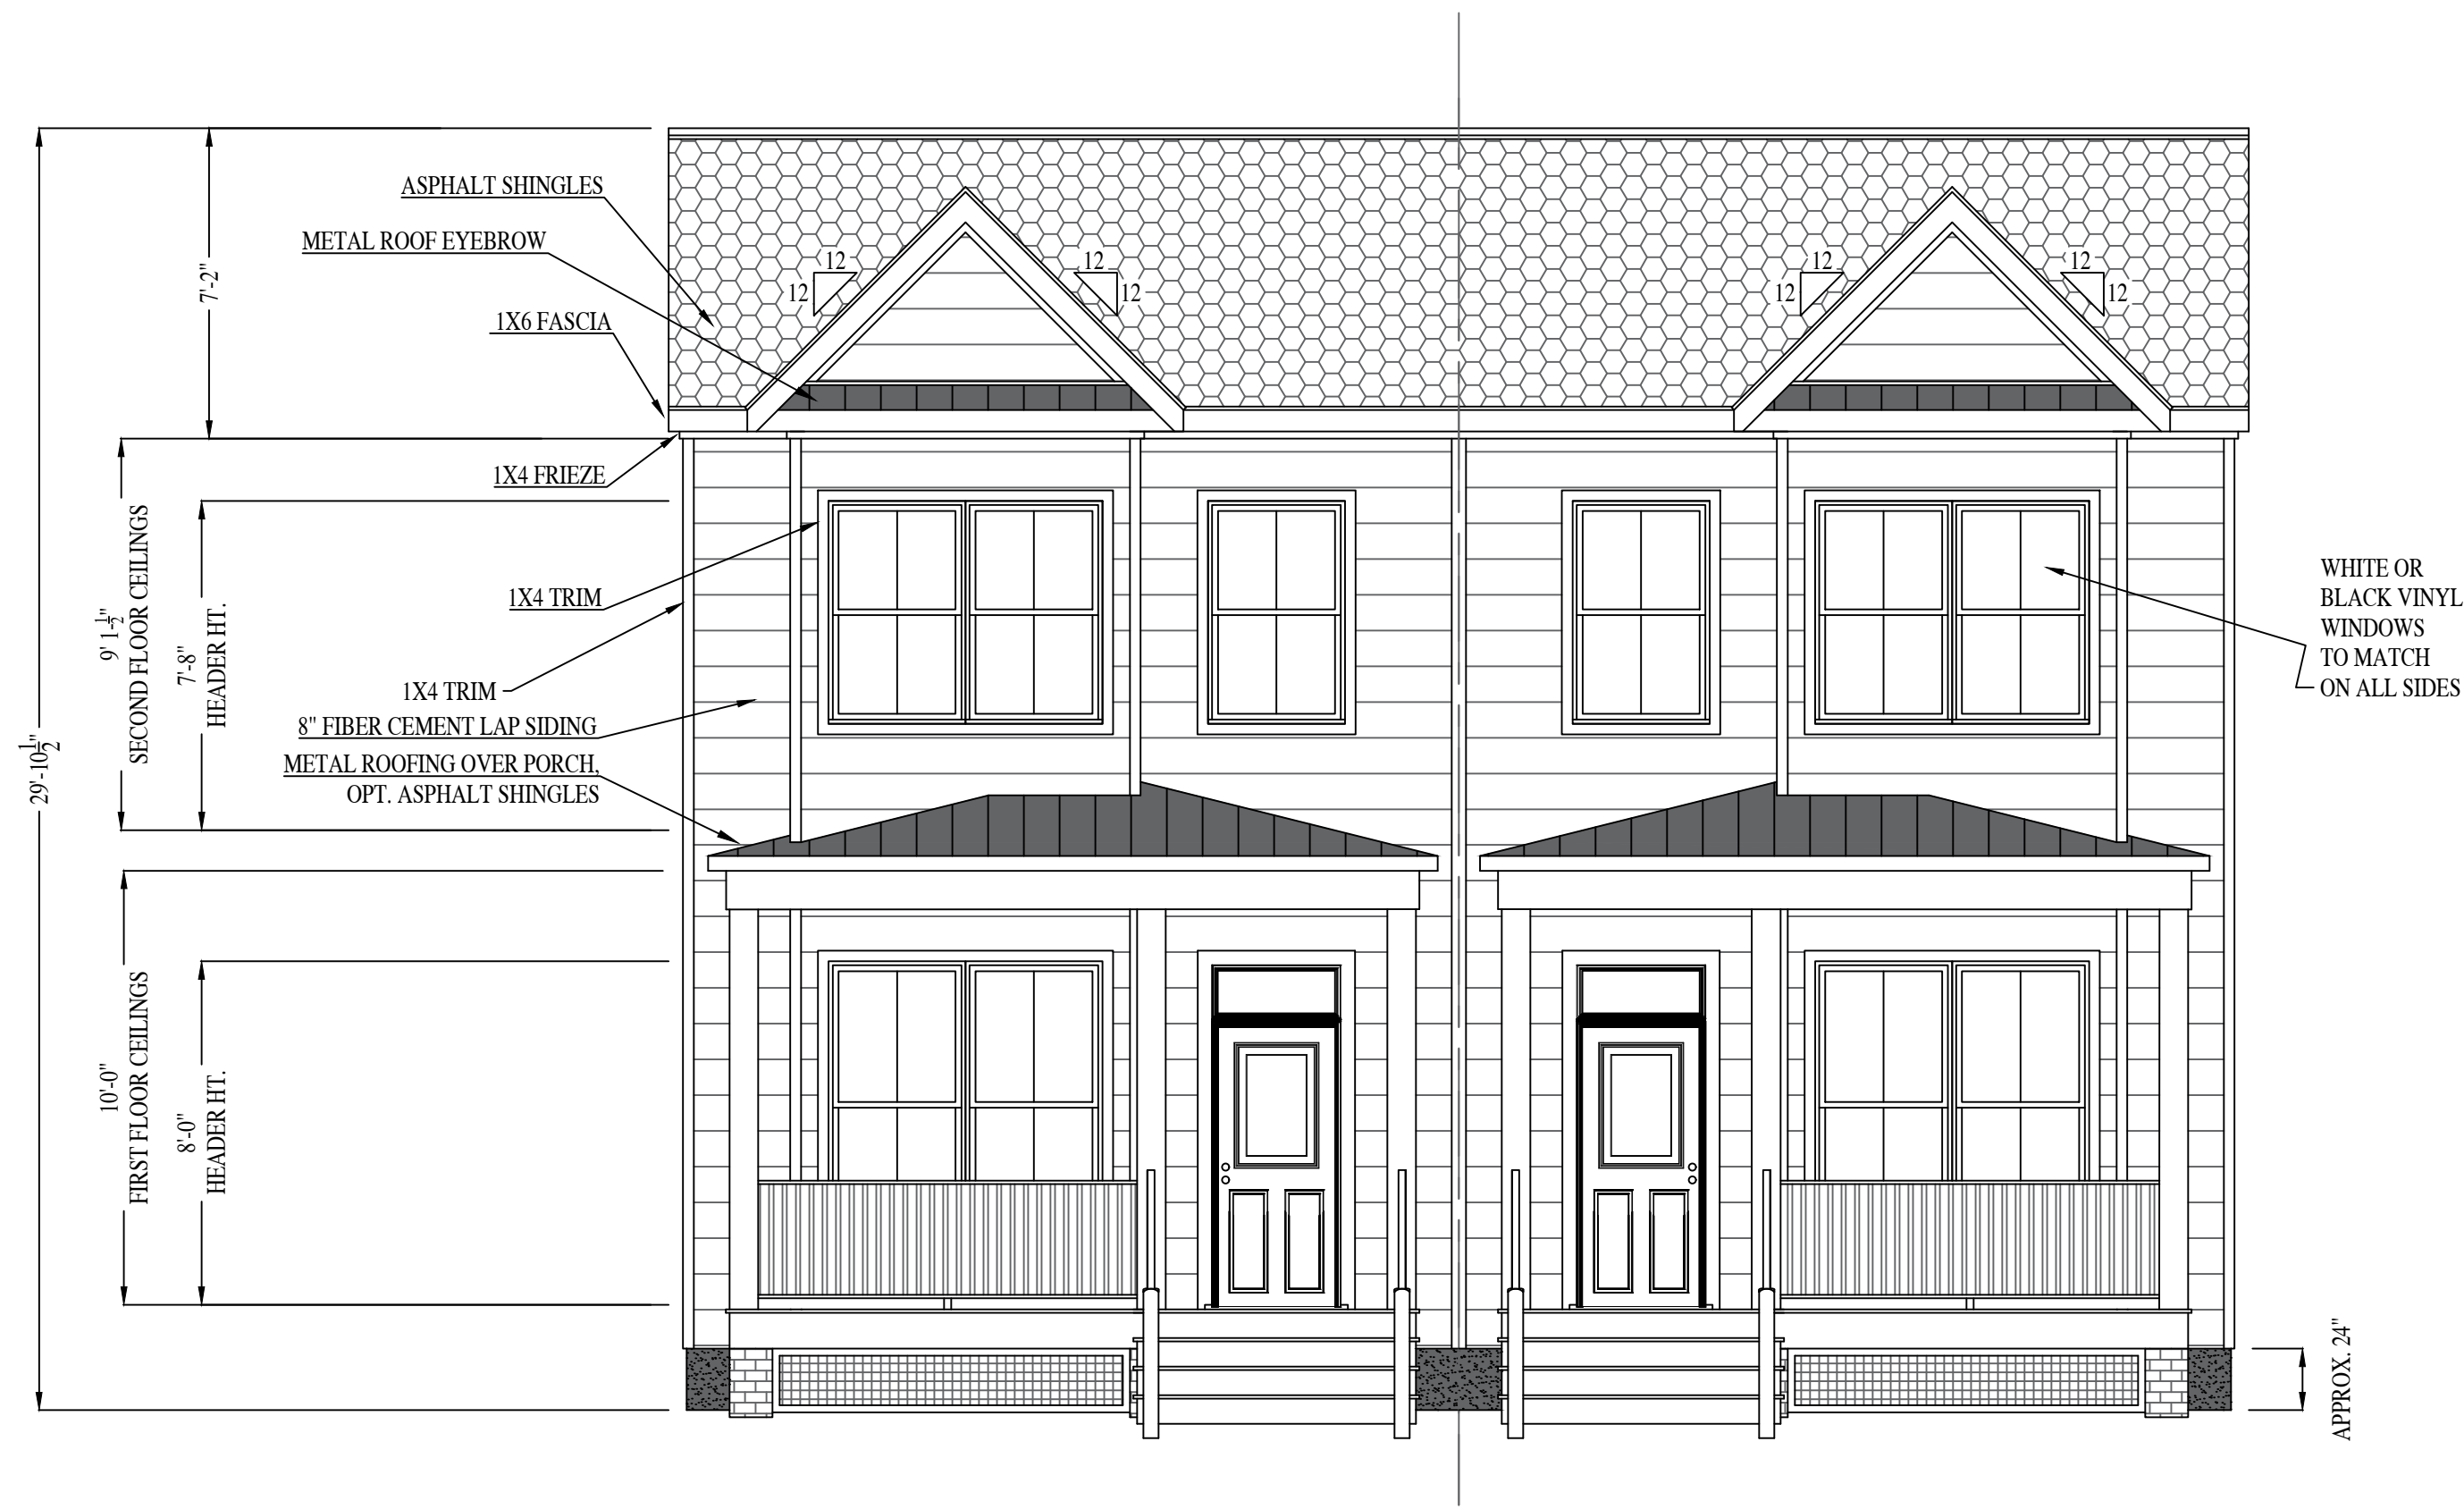 ASPHALT SHINGLES
METAL ROOF EYEBROW
1X6 FASCIA
1X4 FRIEZE
1X4 TRIM
1X4 TRIM
8" FIBER CEMENT LAP SIDING
METAL ROOFING OVER PORCH,
OPT. ASPHALT SHINGLES
29'-10 1/2"
7'-2"
9' 1-1/2"
SECOND FLOOR CEILINGS
7'-8"
HEADER HT.
10'-0"
FIRST FLOOR CEILINGS
8'-0"
HEADER HT.
12
12
12
12
12
12
12
12
WHITE OR
BLACK VINYL
WINDOWS
TO MATCH
ON ALL SIDES
APPROX. 24"